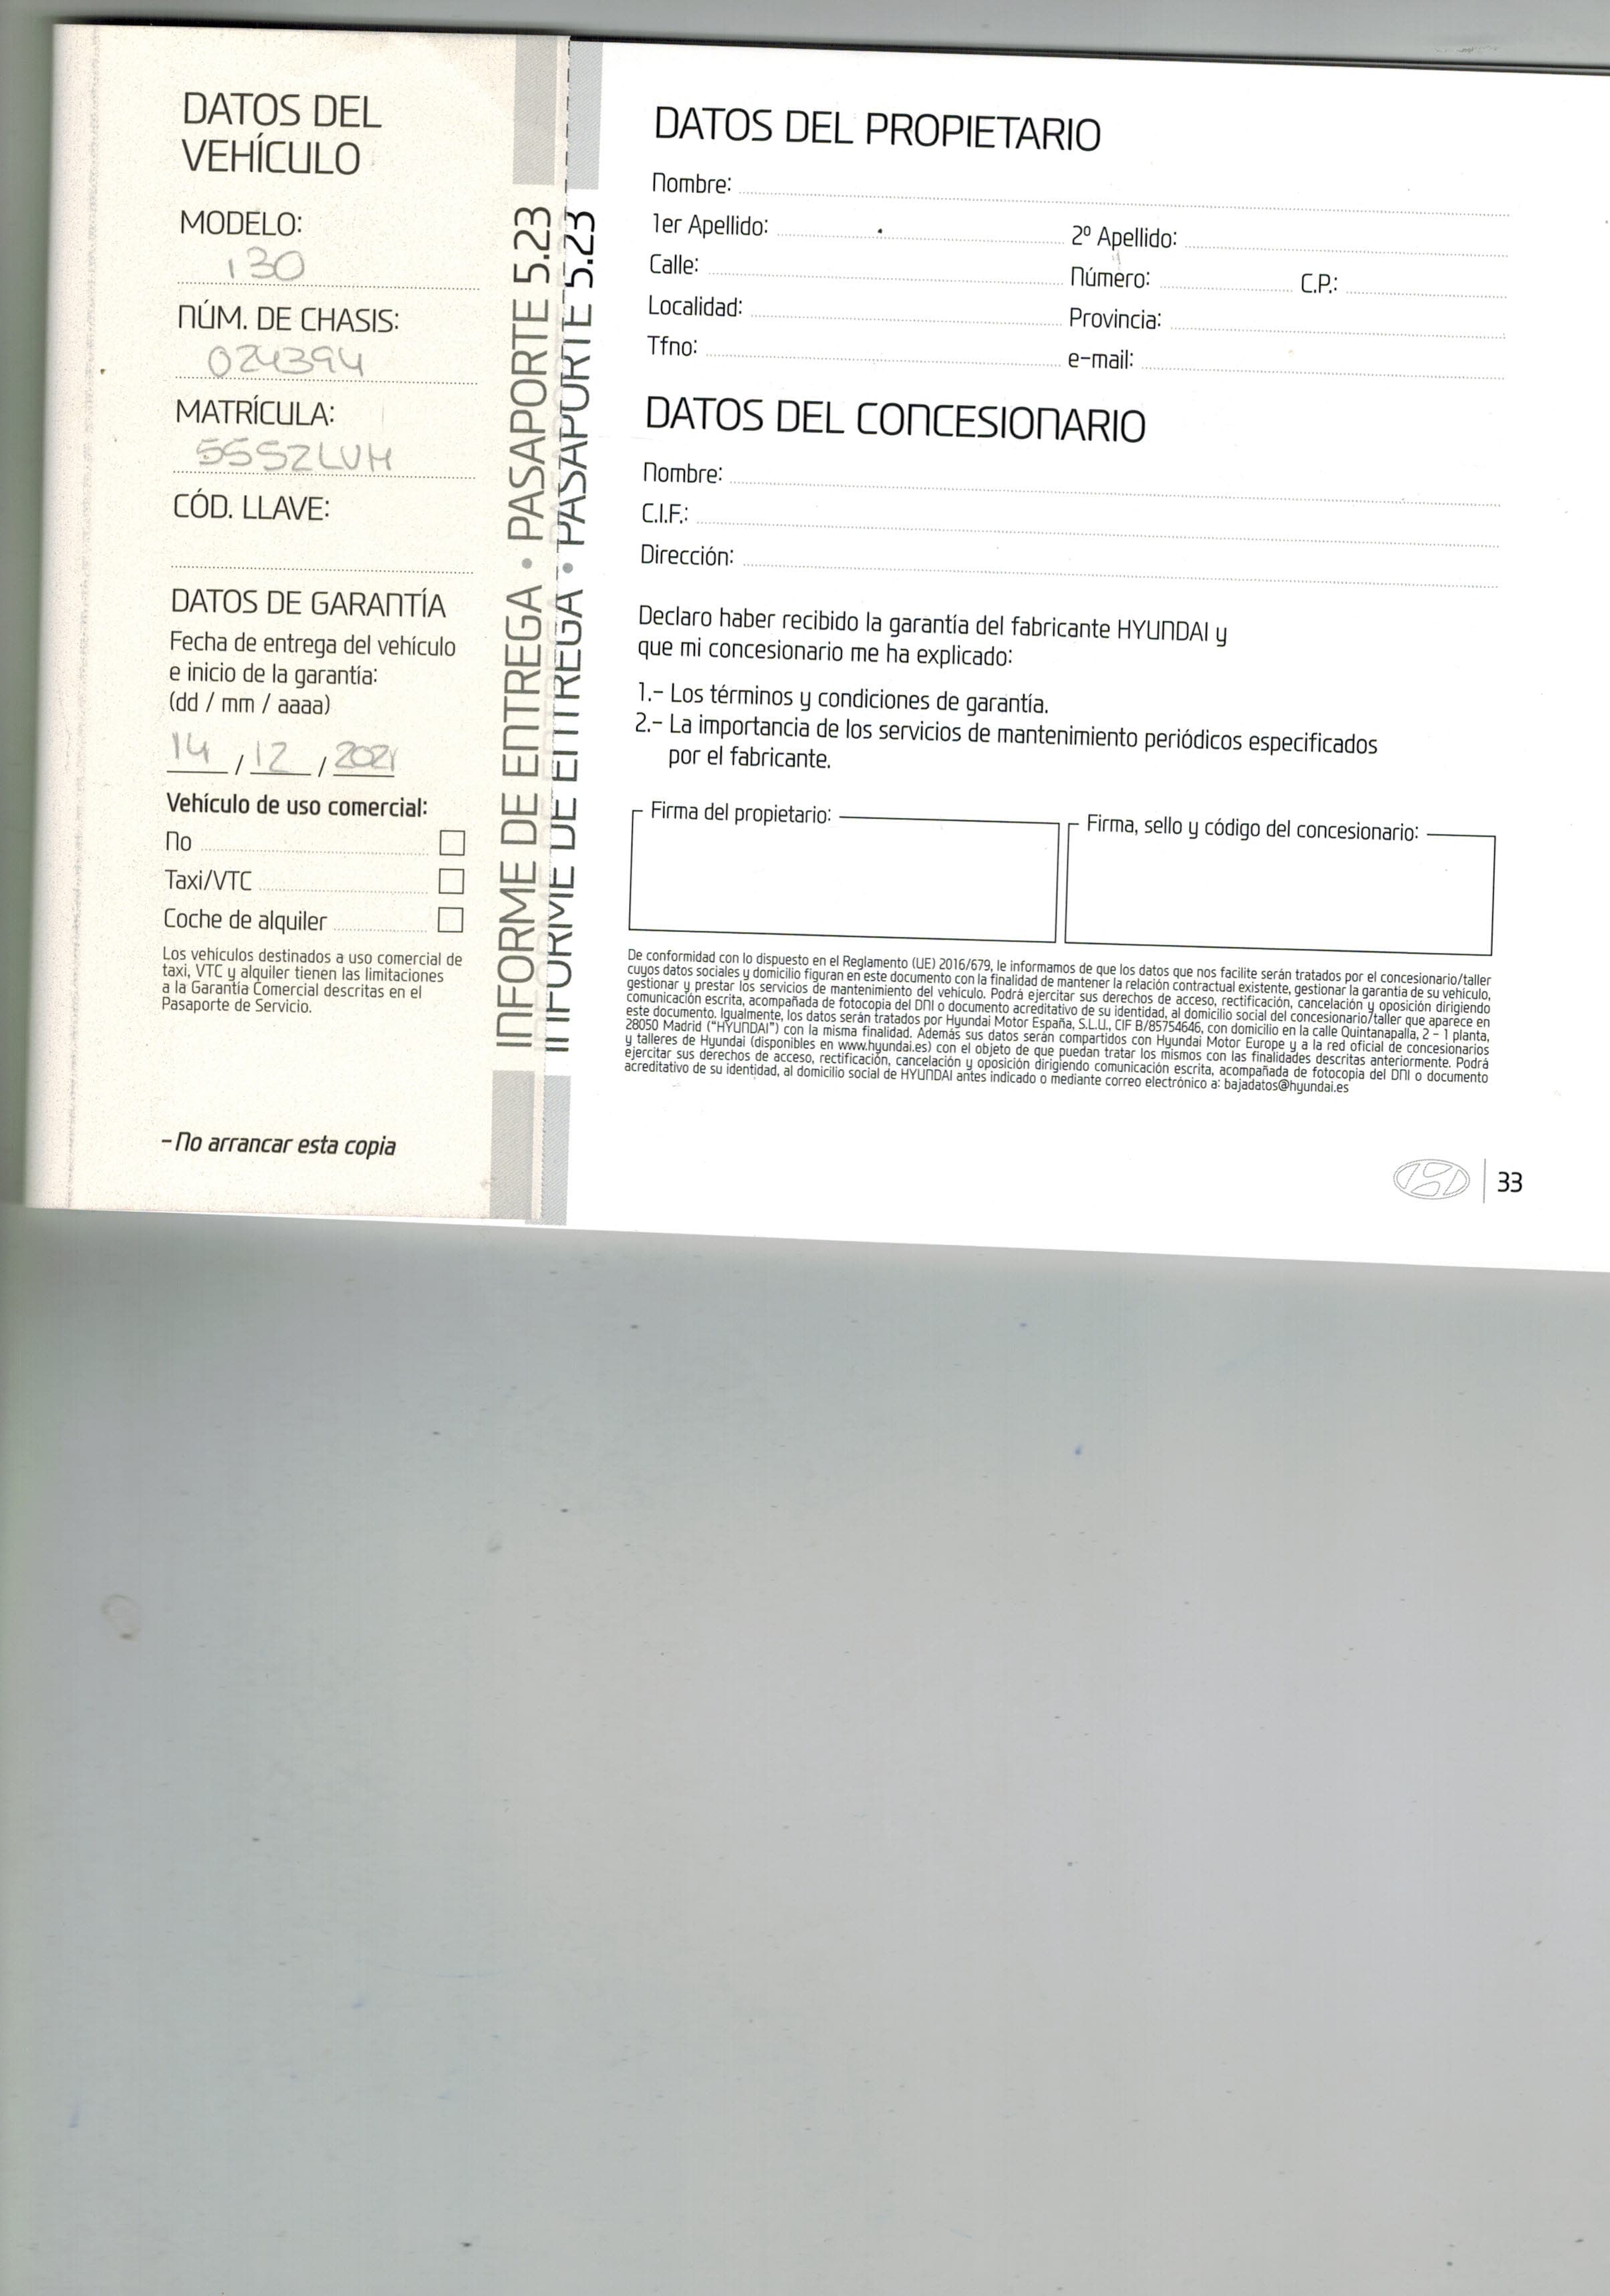 DATOS DEL
VEHÍCULO
MODELO:
i30
NÚM. DE CHASIS:
024394
MATRÍCULA:
5552LVH
CÓD. LLAVE:
DATOS DE GARANTÍA
Fecha de entrega del vehículo
e inicio de la garantía:
(dd / mm / aaaa)
14 / 12 / 2021
Vehículo de uso comercial:
No
Taxi/VTC
Coche de alquiler
Los vehículos destinados a uso comercial de
taxi, VTC y alquiler tienen las limitaciones
a la Garantía Comercial descritas en el
Pasaporte de Servicio.
- No arrancar esta copia
INFORME DE ENTREGA • PASAPORTE 5.23
INFORME DE ENTREGA • PASAPORTE 5.23
DATOS DEL PROPIETARIO
Nombre:
1er Apellido: 2º Apellido:
Calle: Número: C.P.:
Localidad: Provincia:
Tfno: e-mail:
DATOS DEL CONCESIONARIO
Nombre:
C.I.F.:
Dirección:
Declaro haber recibido la garantía del fabricante HYUNDAI y
que mi concesionario me ha explicado:
1.- Los términos y condiciones de garantía.
2.- La importancia de los servicios de mantenimiento periódicos especificados
por el fabricante.
Firma del propietario: Firma, sello y código del concesionario:
De conformidad con lo dispuesto en el Reglamento (UE) 2016/679, le informamos de que los datos que nos facilite serán tratados por el concesionario/taller
cuyos datos sociales y domicilio figuran en este documento con la finalidad de mantener la relación contractual existente, gestionar la garantía de su vehículo,
gestionar y prestar los servicios de mantenimiento del vehículo. Podrá ejercitar sus derechos de acceso, rectificación, cancelación y oposición dirigiendo
comunicación escrita, acompañada de fotocopia del DNI o documento acreditativo de su identidad, al domicilio social del concesionario/taller que aparece en
este documento. Igualmente, los datos serán tratados por Hyundai Motor España, S.L.U., CIF B/85754646, con domicilio en la calle Quintanapalla, 2 - 1 planta,
28050 Madrid ("HYUNDAI") con la misma finalidad. Además sus datos serán compartidos con Hyundai Motor Europe y a la red oficial de concesionarios
y talleres de Hyundai (disponibles en www.hyundai.es) con el objeto de que puedan tratar los mismos con las finalidades descritas anteriormente. Podrá
ejercitar sus derechos de acceso, rectificación, cancelación y oposición dirigiendo comunicación escrita, acompañada de fotocopia del DNI o documento
acreditativo de su identidad, al domicilio social de HYUNDAI antes indicado o mediante correo electrónico a: bajadatos@hyundai.es
33